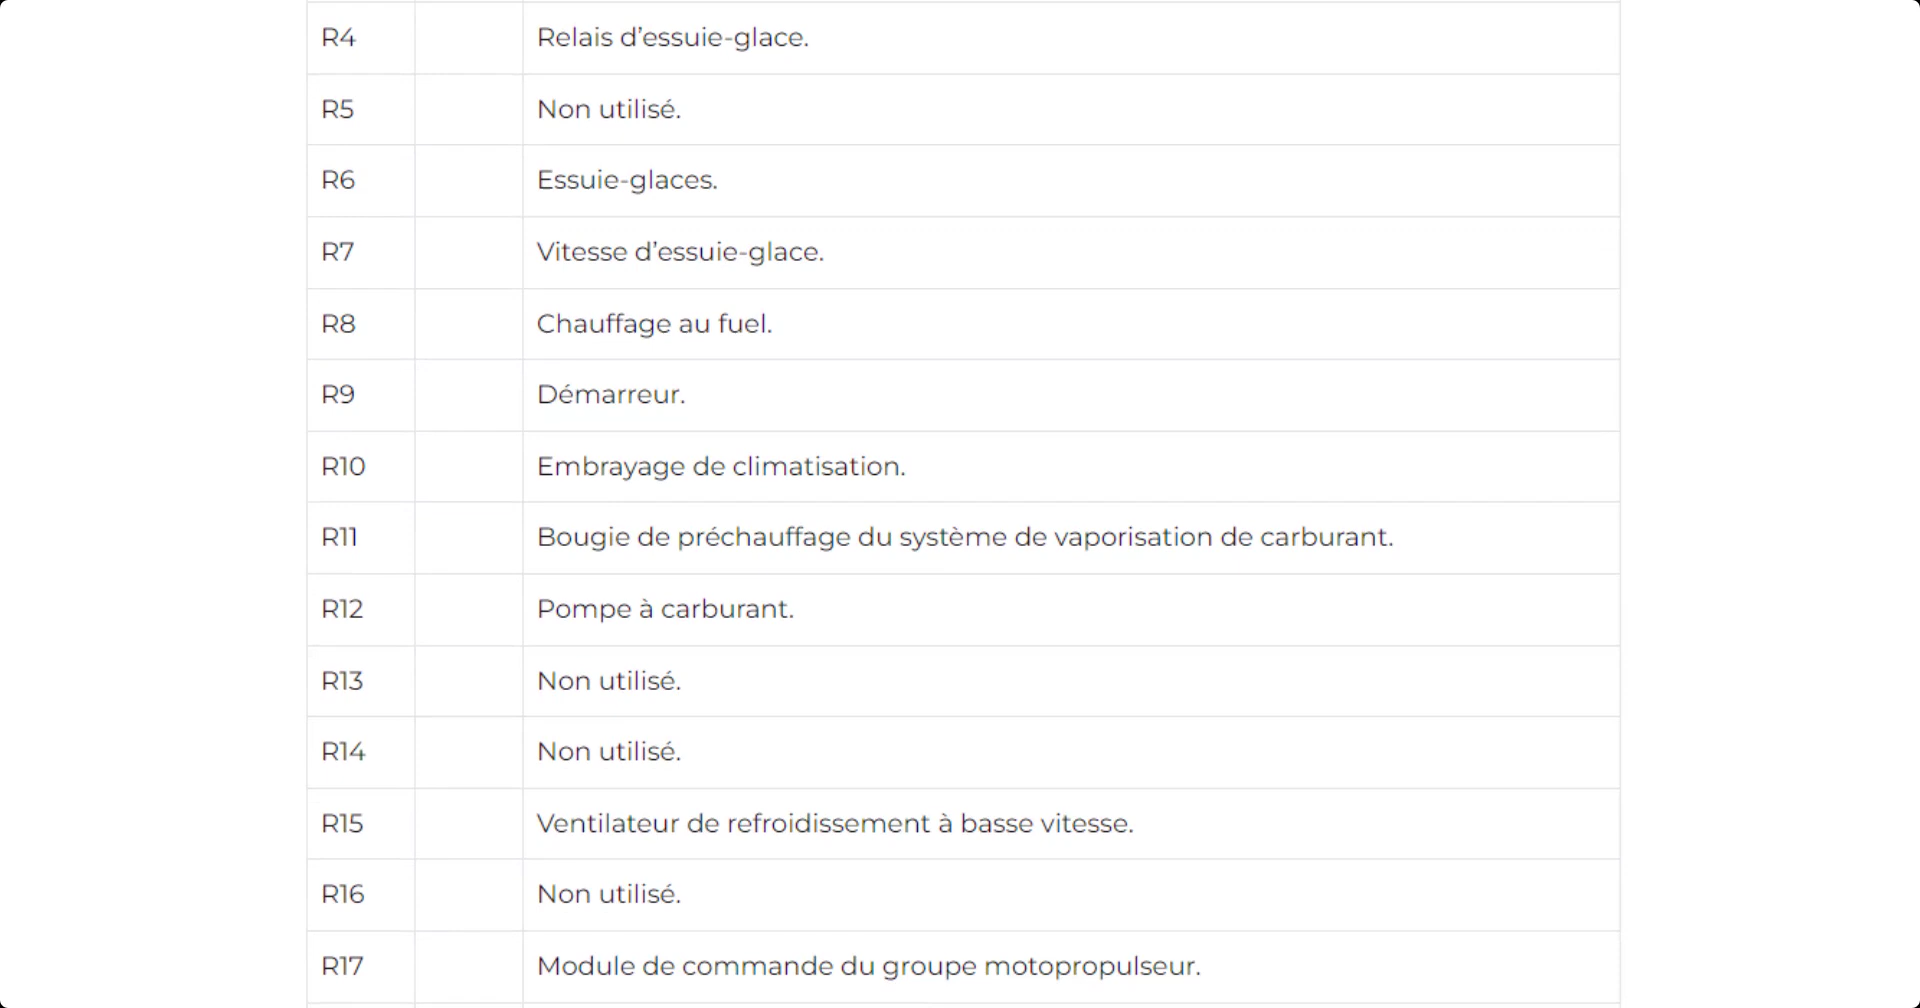 R4 Relais d’essuie-glace.
R5 Non utilisé.
R6 Essuie-glaces.
R7 Vitesse d’essuie-glace.
R8 Chauffage au fuel.
R9 Démarreur.
R10 Embrayage de climatisation.
R11 Bougie de préchauffage du système de vaporisation de carburant.
R12 Pompe à carburant.
R13 Non utilisé.
R14 Non utilisé.
R15 Ventilateur de refroidissement à basse vitesse.
R16 Non utilisé.
R17 Module de commande du groupe motopropulseur.